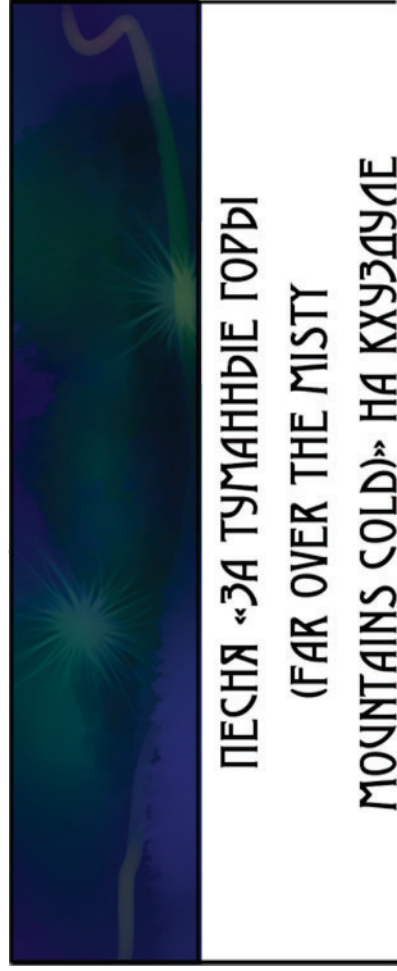 ПЕСНЯ «ЗА ТУМАННЫЕ ГОРЫ
(FAR OVER THE MISTY
MOUNTAINS COLD)» НА КХУЗДУЛЕ